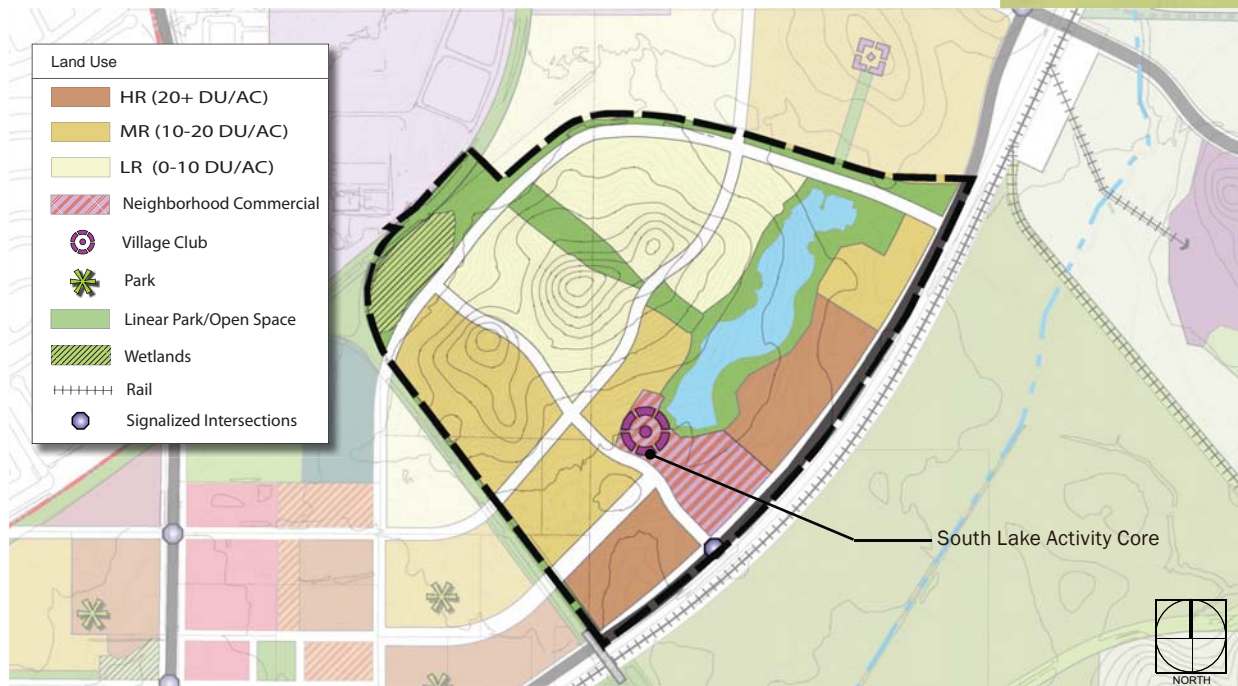 Land Use
HR (20+ DU/AC)
MR (10-20 DU/AC)
LR (0-10 DU/AC)
Neighborhood Commercial
Village Club
Park
Linear Park/Open Space
Wetlands
Rail
Signalized Intersections
South Lake Activity Core
NORTH